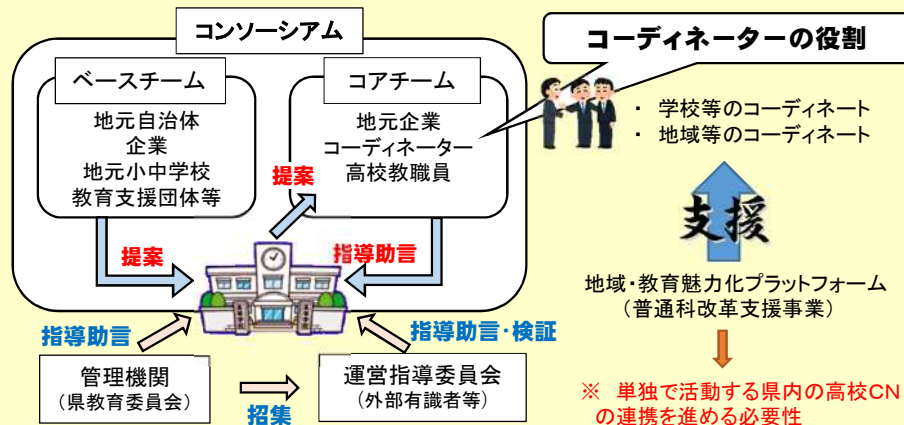 コンソーシアム
ベースチーム
地元自治体
企業
地元小中学校
教育支援団体等
コアチーム
地元企業
コーディネーター
高校教職員
提案
提案
指導助言
指導助言
指導助言・検証
管理機関
（県教育委員会）
招集
運営指導委員会
（外部有識者等）
コーディネーターの役割
・ 学校等のコーディネート
・ 地域等のコーディネート
支援
地域・教育魅力化プラットフォーム
（普通科改革支援事業）
※ 単独で活動する県内の高校CN
の連携を進める必要性